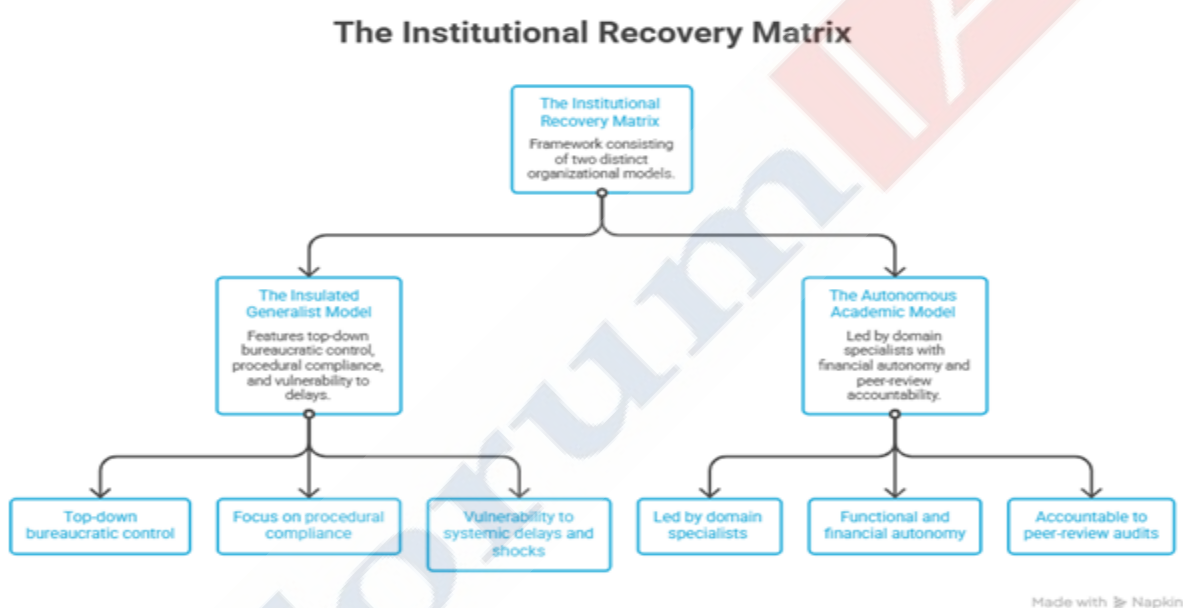 The Institutional Recovery Matrix
The Institutional
Recovery Matrix
Framework consisting
of two distinct
organizational models.
The Insulated
Generalist Model
Features top-down
bureaucratic control,
procedural compliance,
and vulnerability to
delays.
The Autonomous
Academic Model
Led by domain
specialists with
financial autonomy and
peer-review
accountability.
Top-down
bureaucratic control
Focus on procedural
compliance
Vulnerability to
systemic delays and
shocks
Led by domain
specialists
Functional and
financial autonomy
Accountable to
peer-review audits
Made with Napkin